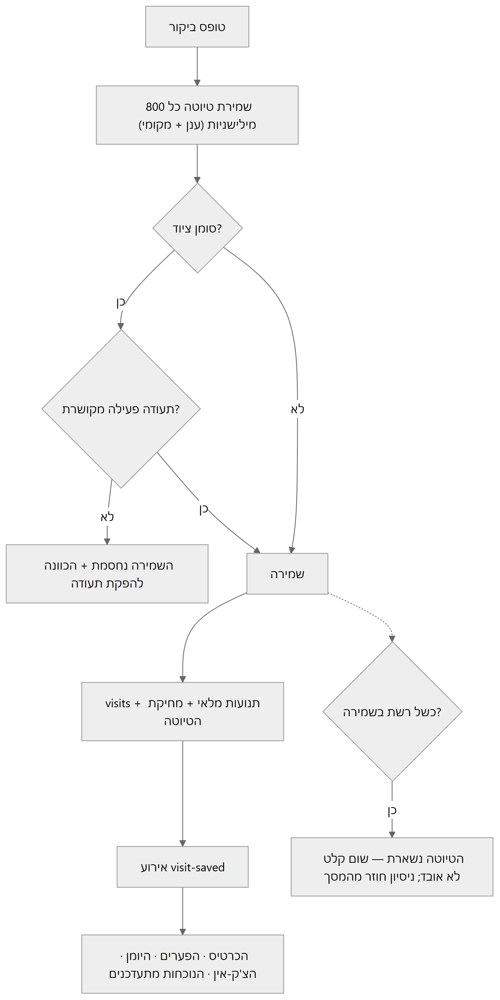 טופס ביקור
שמירת טיוטה כל 800
מילישניות (ענן + מקומי)
סומן ציוד?
כן
תעודה פעילה מקושרת?
לא
לא
כן
השמירה נחסמת + הכוונה
להפקת תעודה
שמירה
visits + תנועות מלאי + מחיקת
הטיוטה
כשל רשת בשמירה?
כן
אירוע visit-saved
הטיוטה נשארת — שום קלט
לא אובד; ניסיון חוזר מהמסך
הכרטיס · הפערים · היומן ·
הצ'ק-אין · הנוכחות מתעדכנים